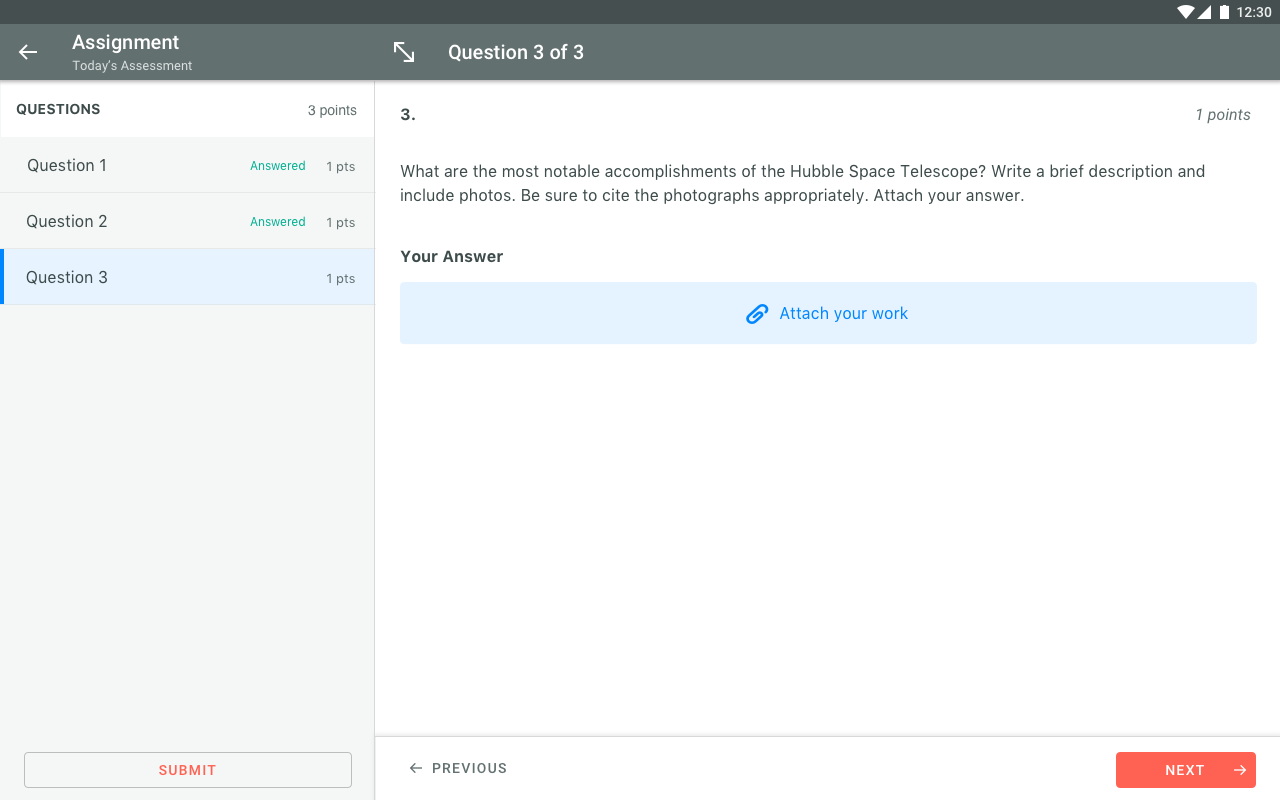 12:30
Assignment
Today's Assessment
Question 3 of 3
QUESTIONS 3 points
Question 1 Answered 1 pts
Question 2 Answered 1 pts
Question 3 1 pts
SUBMIT
3. 1 points
What are the most notable accomplishments of the Hubble Space Telescope? Write a brief description and
include photos. Be sure to cite the photographs appropriately. Attach your answer.
Your Answer
Attach your work
PREVIOUS
NEXT